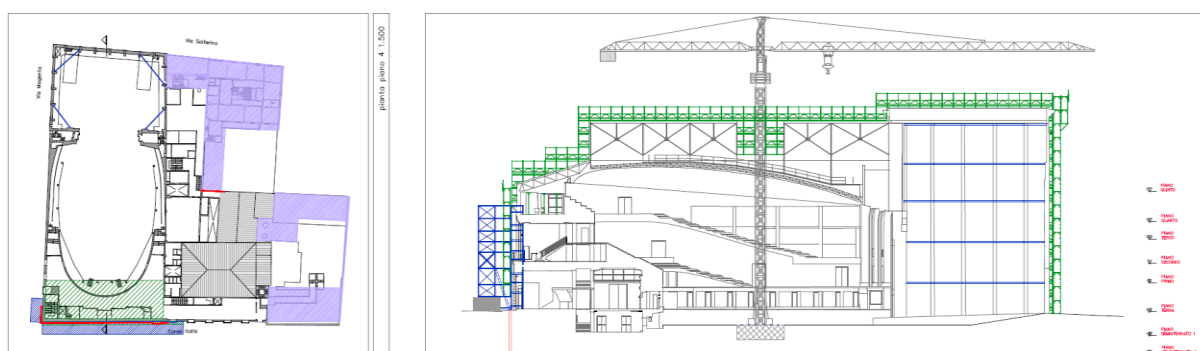 Via Solferino
Via Magenta
Corso Italia
pianta piano 4 1:500
PIANO
QUINTO
PIANO
QUARTO
PIANO
TERZO
PIANO
SECONDO
PIANO
PRIMO
PIANO
TERRA
PIANO
SEMINTERRATO 1